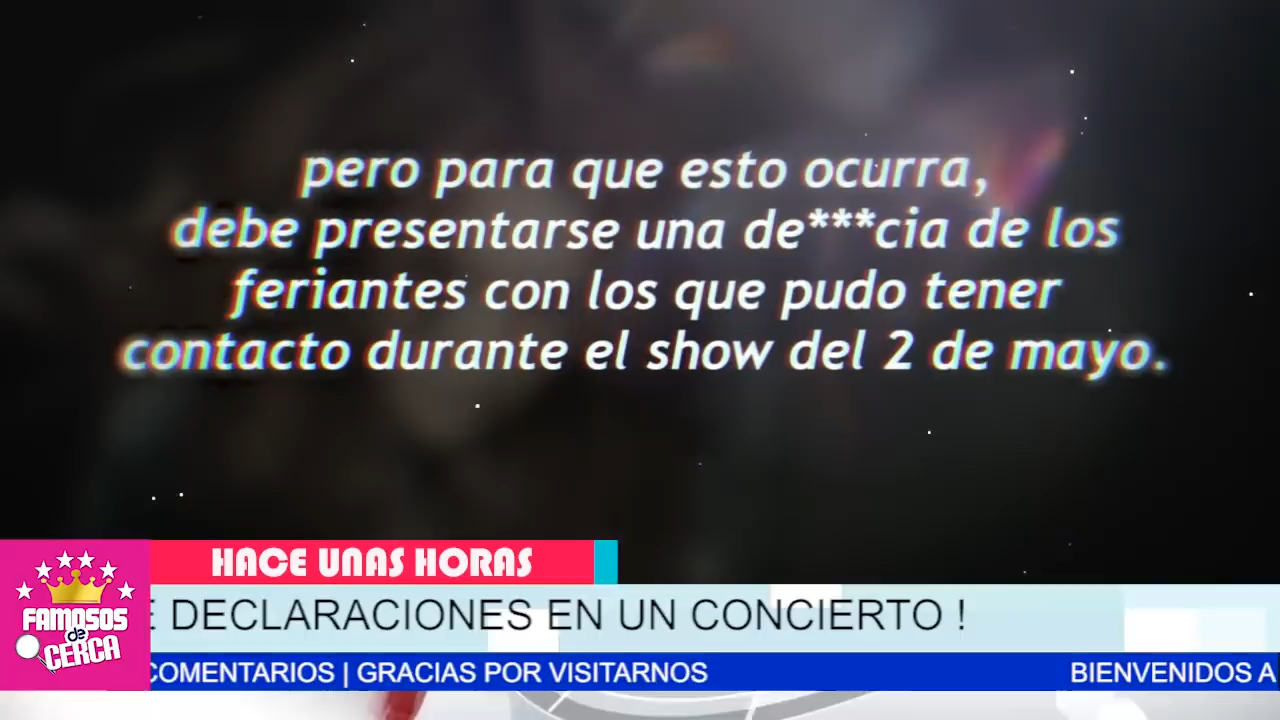 pero para que esto ocurra,
debe presentarse una de***cia de los
feriantes con los que pudo tener
contacto durante el show del 2 de mayo.
HACE UNAS HORAS
DECLARACIONES EN UN CONCIERTO !
FAMOSOS
de
CERCA
COMENTARIOS | GRACIAS POR VISITARNOS
BIENVENIDOS A